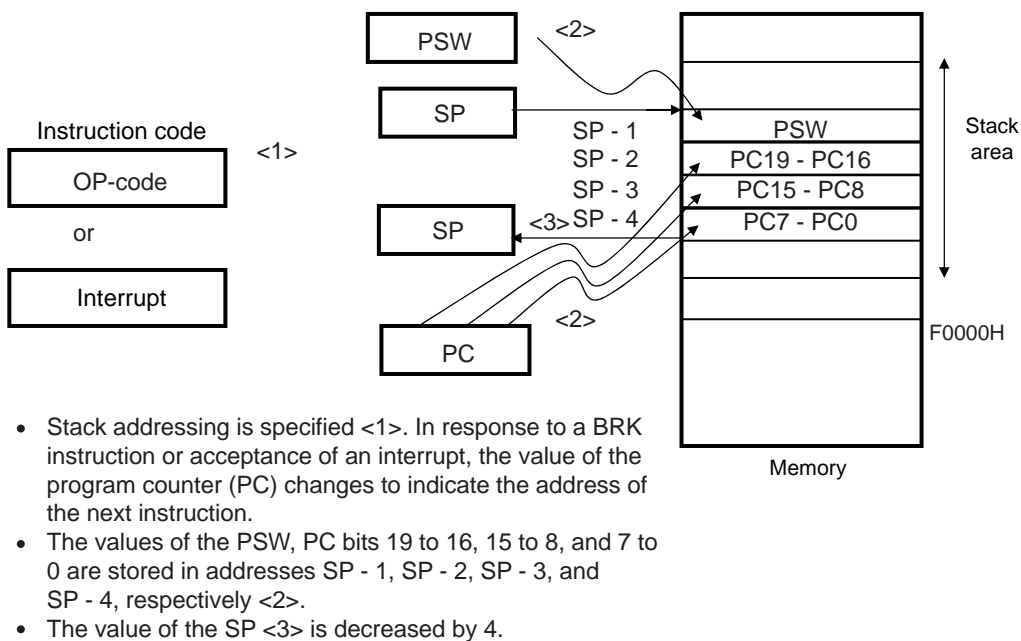 PSW
<2>
SP
Instruction code
<1>
OP-code
or
Interrupt
SP - 1
SP - 2
SP - 3
SP - 4
PSW
PC19 - PC16
PC15 - PC8
PC7 - PC0
Stack
area
SP
<3>
<2>
PC
F0000H
Memory
• Stack addressing is specified <1>. In response to a BRK
instruction or acceptance of an interrupt, the value of the
program counter (PC) changes to indicate the address of
the next instruction.
• The values of the PSW, PC bits 19 to 16, 15 to 8, and 7 to
0 are stored in addresses SP - 1, SP - 2, SP - 3, and
SP - 4, respectively <2>.
• The value of the SP <3> is decreased by 4.